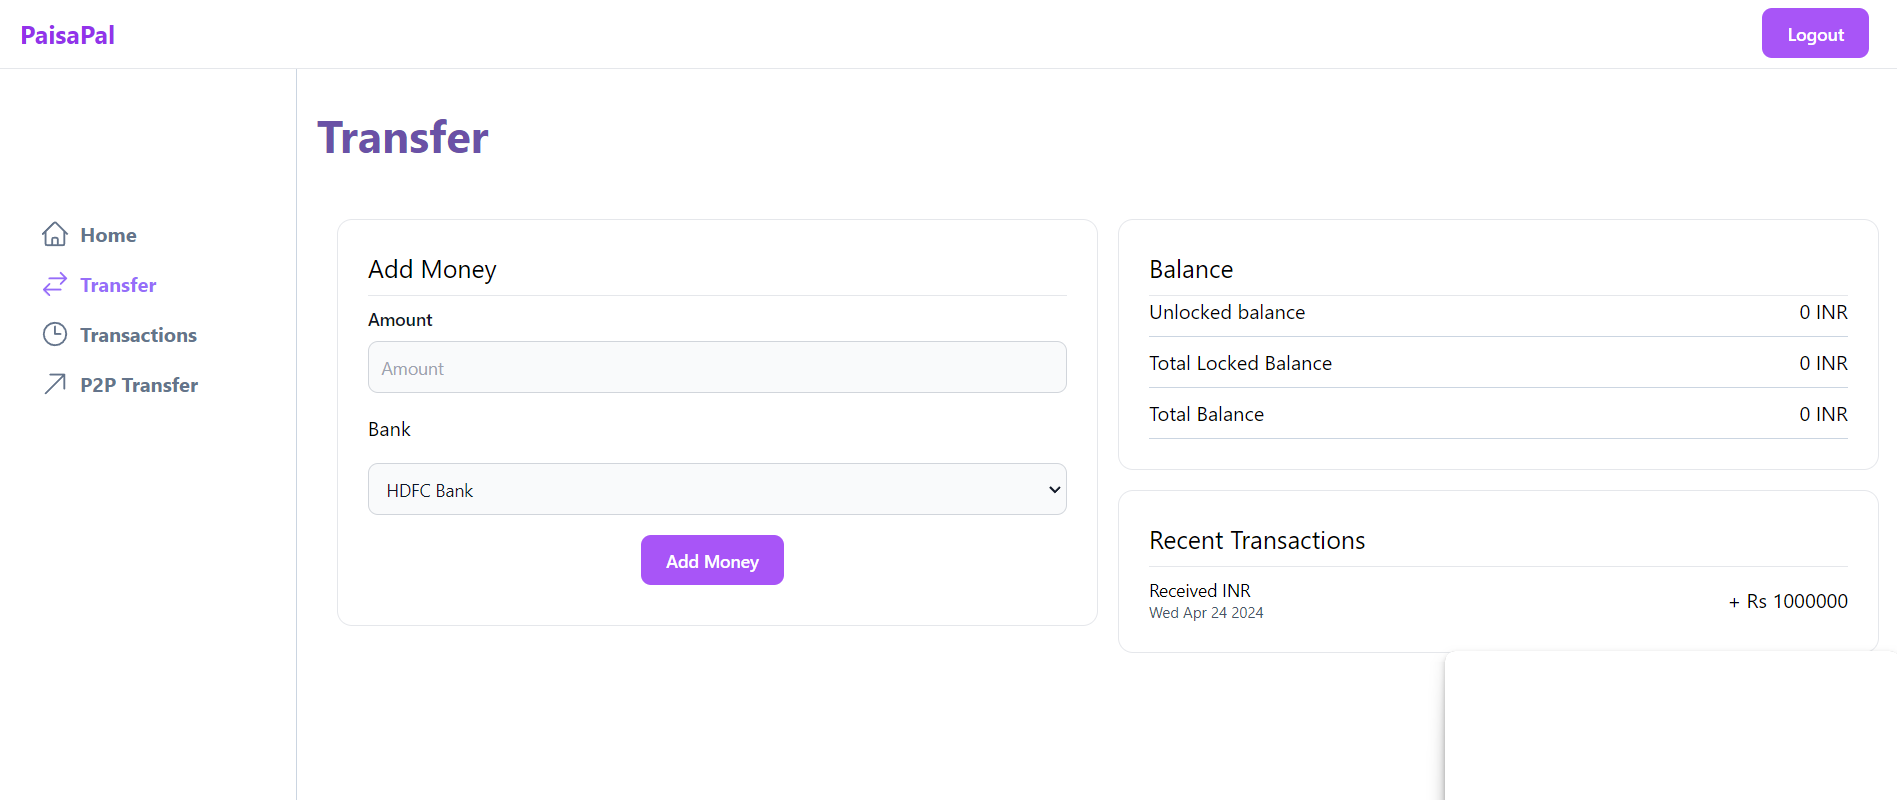 PaisaPal
Logout
Home
Transfer
Transactions
P2P Transfer
Transfer
Add Money
Amount
Amount
Bank
HDFC Bank
Add Money
Balance
Unlocked balance 0 INR
Total Locked Balance 0 INR
Total Balance 0 INR
Recent Transactions
Received INR
Wed Apr 24 2024
+ Rs 1000000